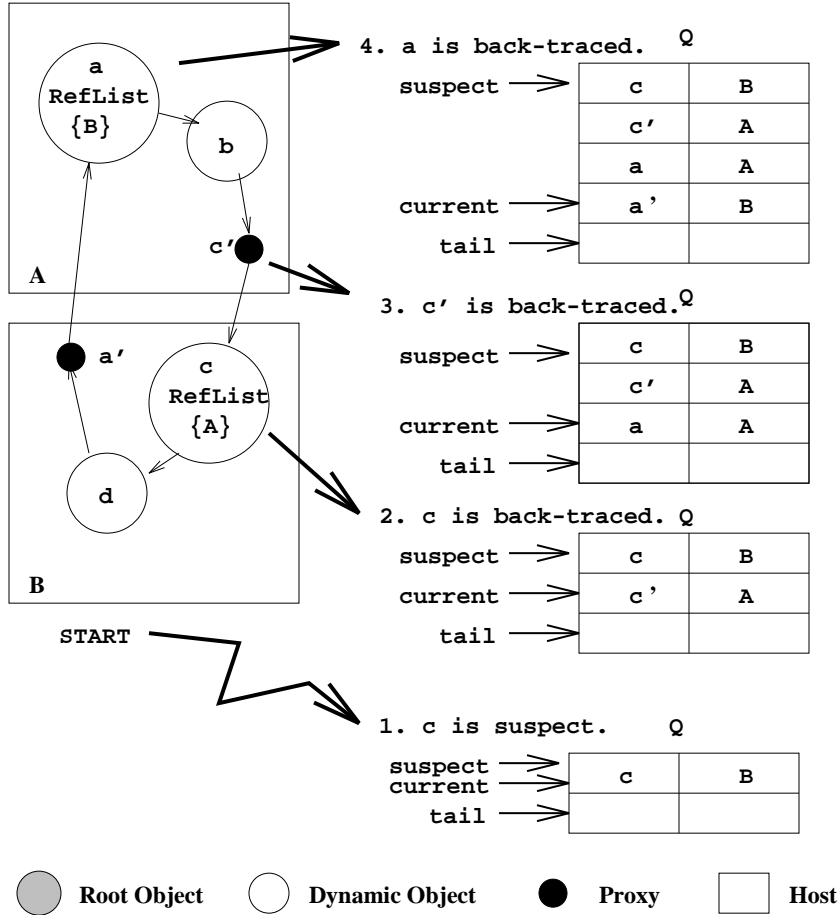 a
RefList
{B}
b
c'
A
a'
c
RefList
{A}
d
B
START
4. a is back-traced. Q
suspect c B
c' A
a A
current a' B
tail
3. c' is back-traced. Q
suspect c B
c' A
current a A
tail
2. c is back-traced. Q
suspect c B
current c' A
tail
1. c is suspect. Q
suspect
current c B
tail
Root Object Dynamic Object Proxy Host